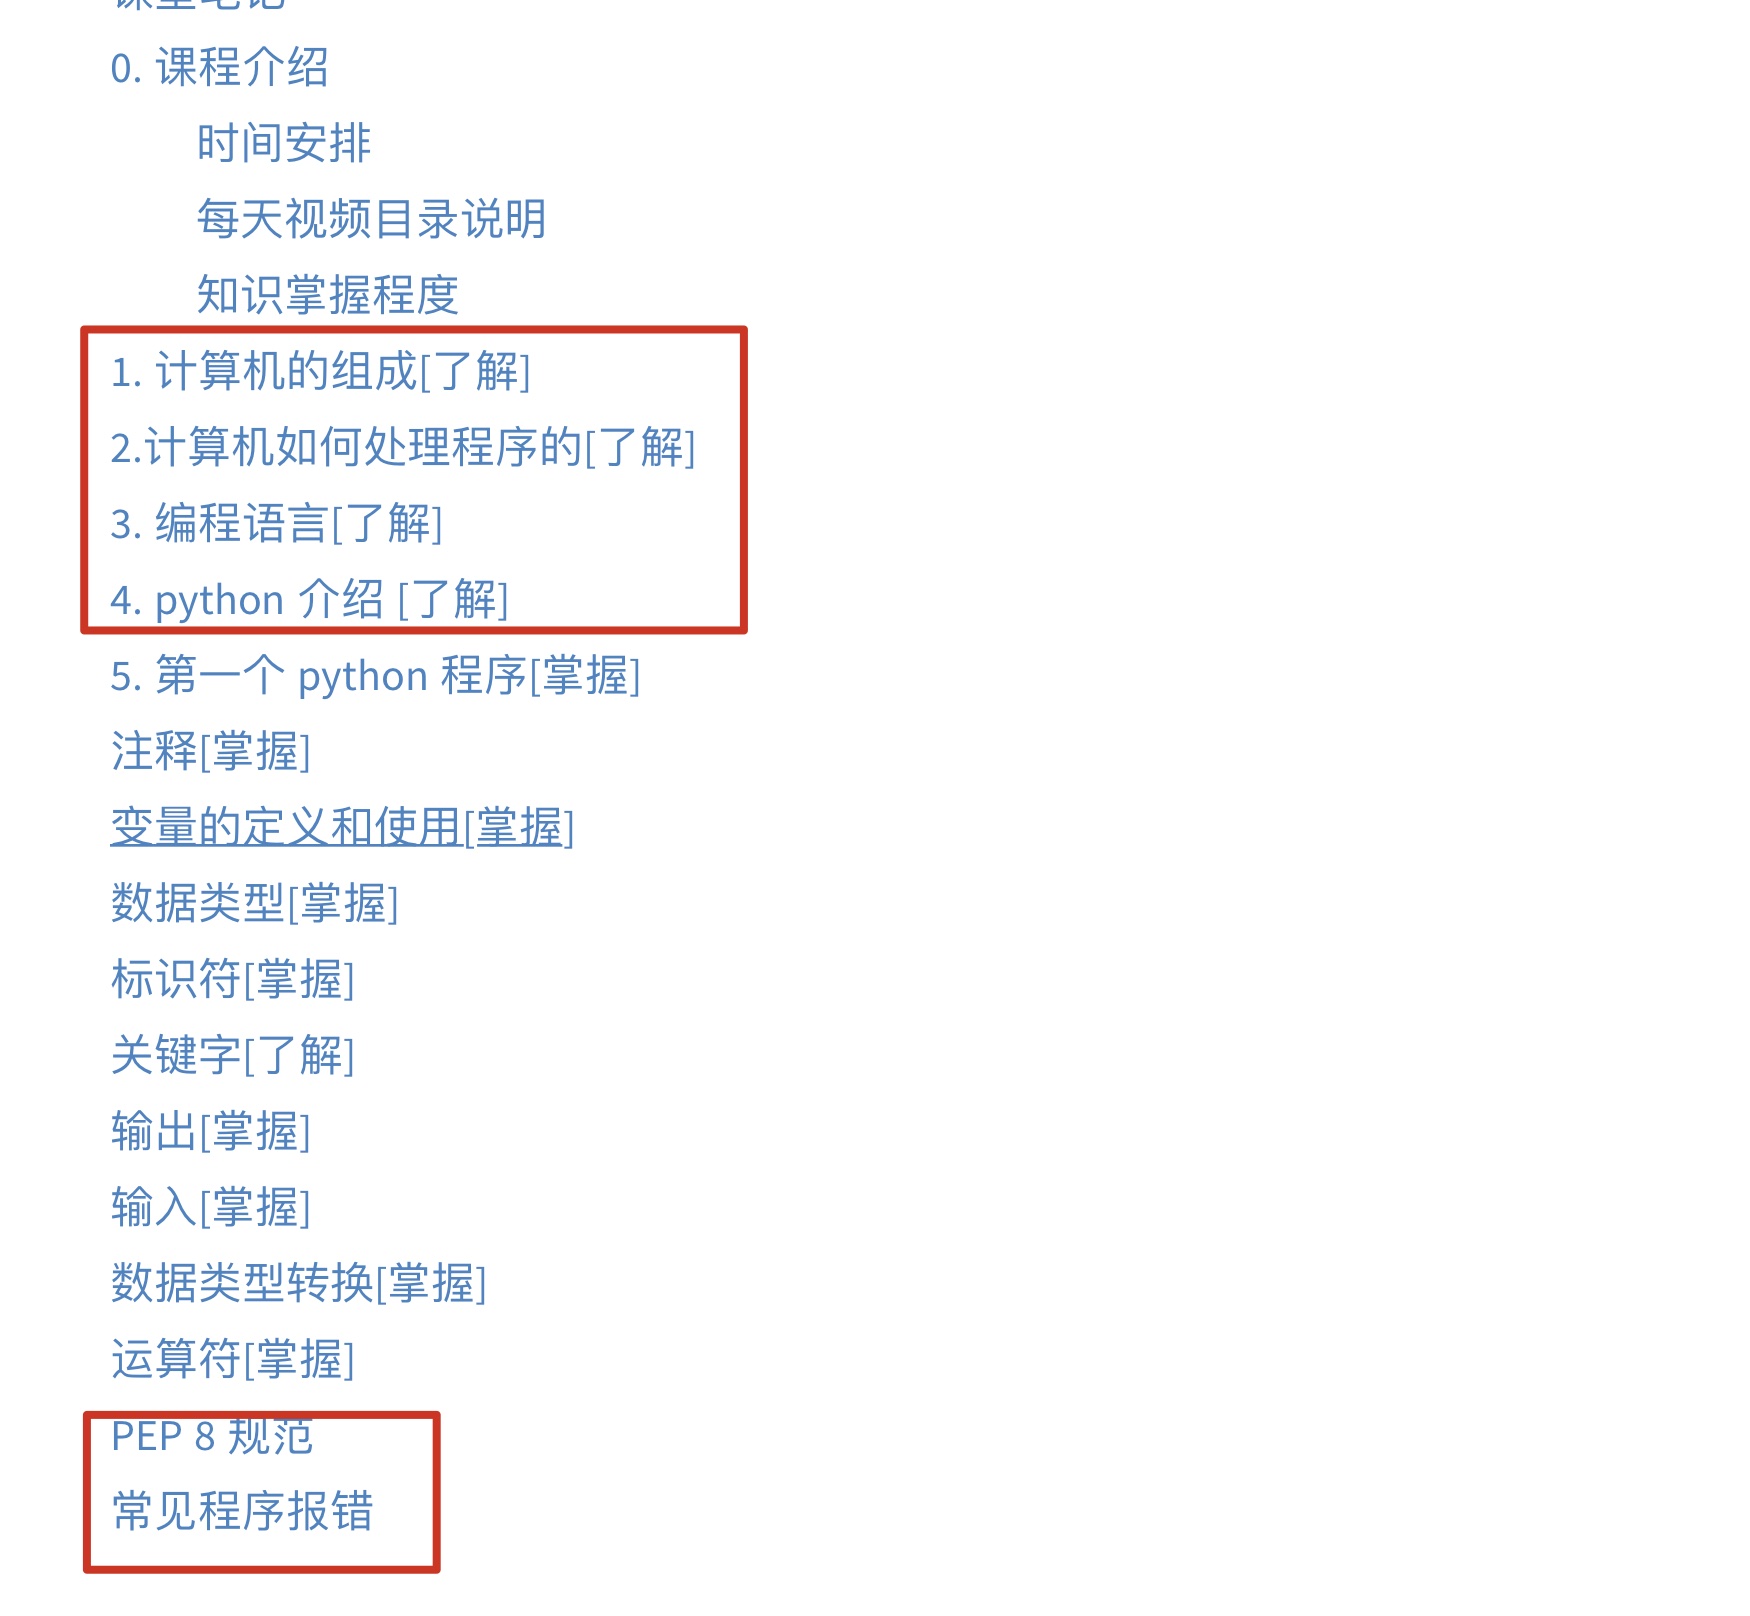 课堂笔记
0. 课程介绍
时间安排
每天视频目录说明
知识掌握程度
1. 计算机的组成[了解]
2.计算机如何处理程序的[了解]
3. 编程语言[了解]
4. python 介绍 [了解]
5. 第一个 python 程序[掌握]
注释[掌握]
变量的定义和使用[掌握]
数据类型[掌握]
标识符[掌握]
关键字[了解]
输出[掌握]
输入[掌握]
数据类型转换[掌握]
运算符[掌握]
PEP 8 规范
常见程序报错